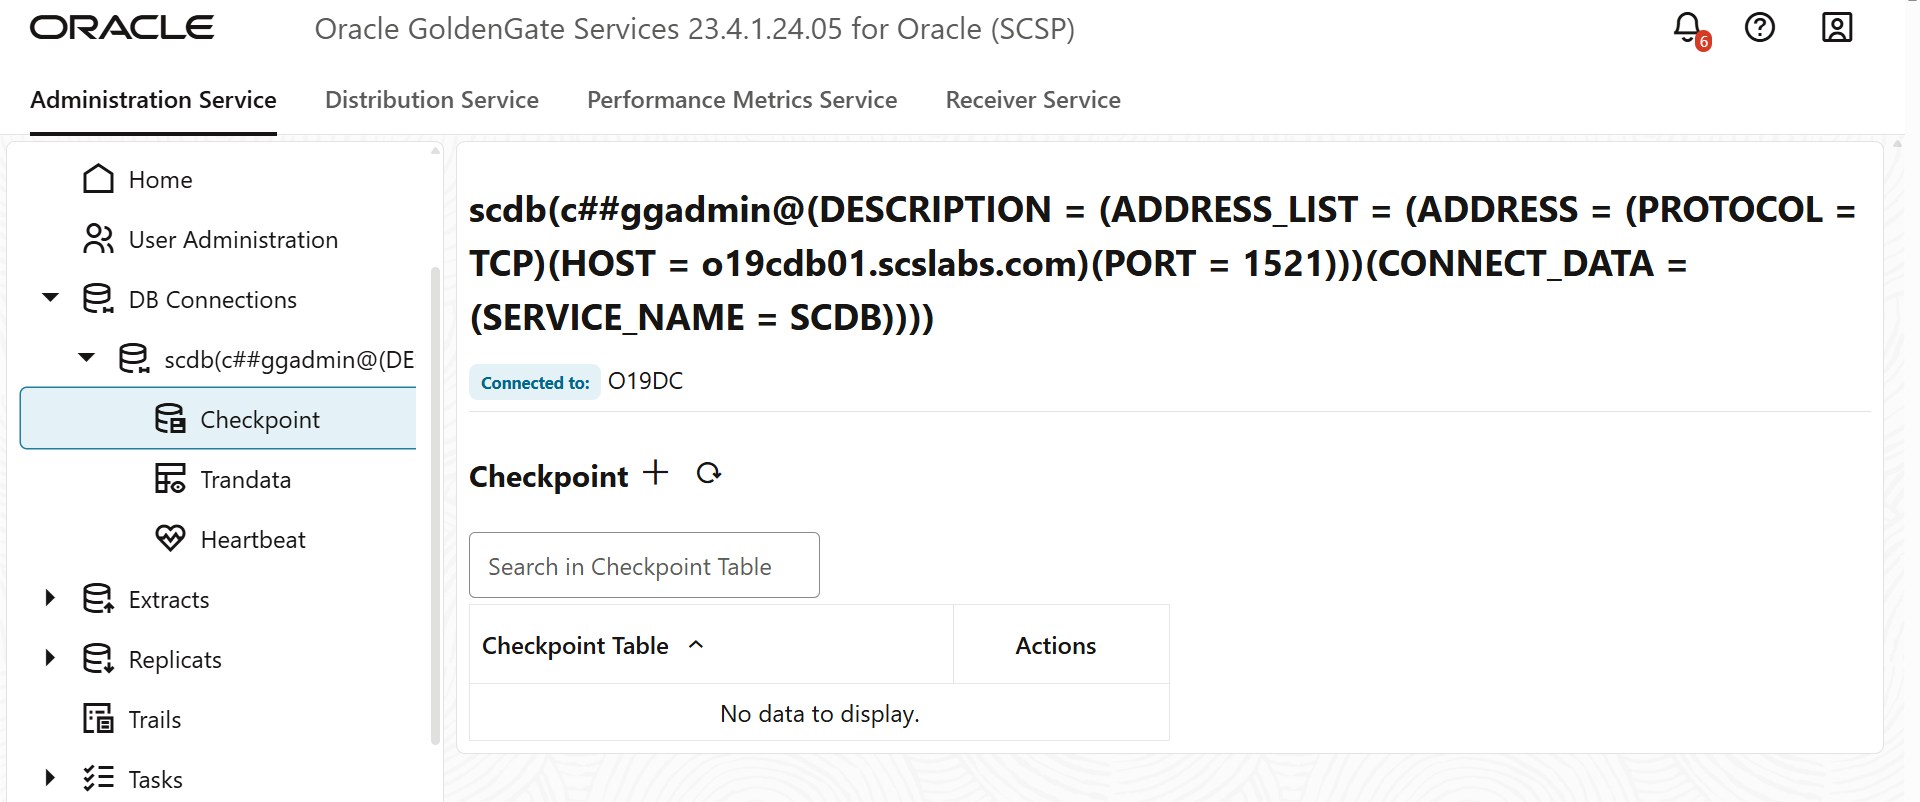 ORACLE
Oracle GoldenGate Services 23.4.1.24.05 for Oracle (SCSP)
6
Administration Service
Distribution Service
Performance Metrics Service
Receiver Service
Home
User Administration
DB Connections
scdb(c##ggadmin@(DE
Checkpoint
Trandata
Heartbeat
Extracts
Replicats
Trails
Tasks
scdb(c##ggadmin@(DESCRIPTION = (ADDRESS_LIST = (ADDRESS = (PROTOCOL =
TCP)(HOST = o19cdb01.scslabs.com)(PORT = 1521)))(CONNECT_DATA =
(SERVICE_NAME = SCDB))))
Connected to: O19DC
Checkpoint
Search in Checkpoint Table
Checkpoint Table
Actions
No data to display.